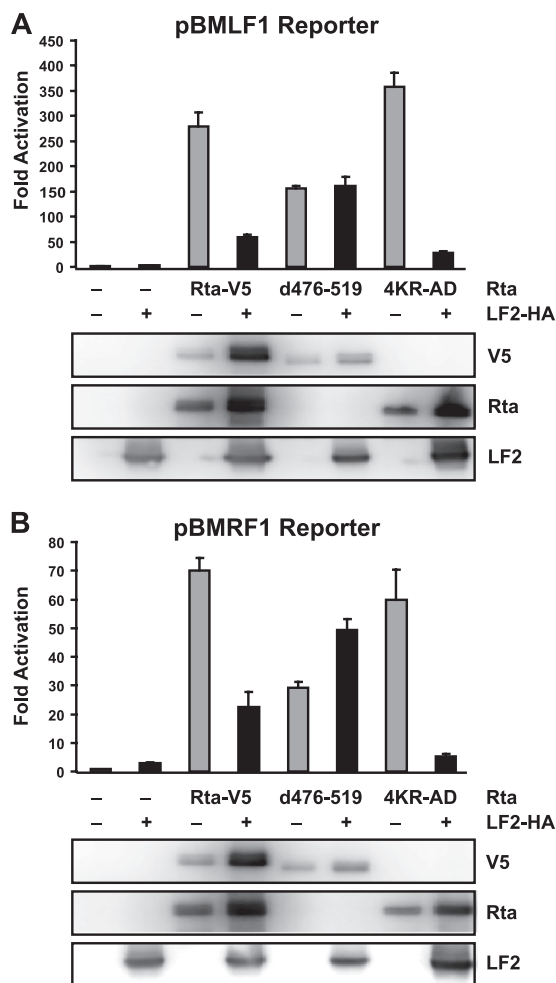 A
pBMLF1 Reporter
Fold Activation
450
400
350
300
250
200
150
100
50
0
Rta-V5 d476-519 4KR-AD Rta
– – – + – + – + LF2-HA
V5
Rta
LF2
B
pBMRF1 Reporter
Fold Activation
80
70
60
50
40
30
20
10
0
– – Rta-V5 d476-519 4KR-AD Rta
– + – + – + – + LF2-HA
V5
Rta
LF2